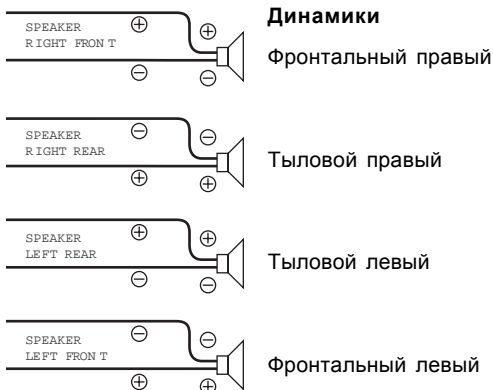 Динамики
SPEAKER
RIGHT FRONT
⊕ ⊕
Фронтальный правый
⊖ ⊖
SPEAKER
RIGHT REAR
⊖ ⊖
Тыловой правый
⊕ ⊕
SPEAKER
LEFT REAR
⊕ ⊕
Тыловой левый
⊖ ⊖
SPEAKER
LEFT FRONT
⊖ ⊖
Фронтальный левый
⊕ ⊕